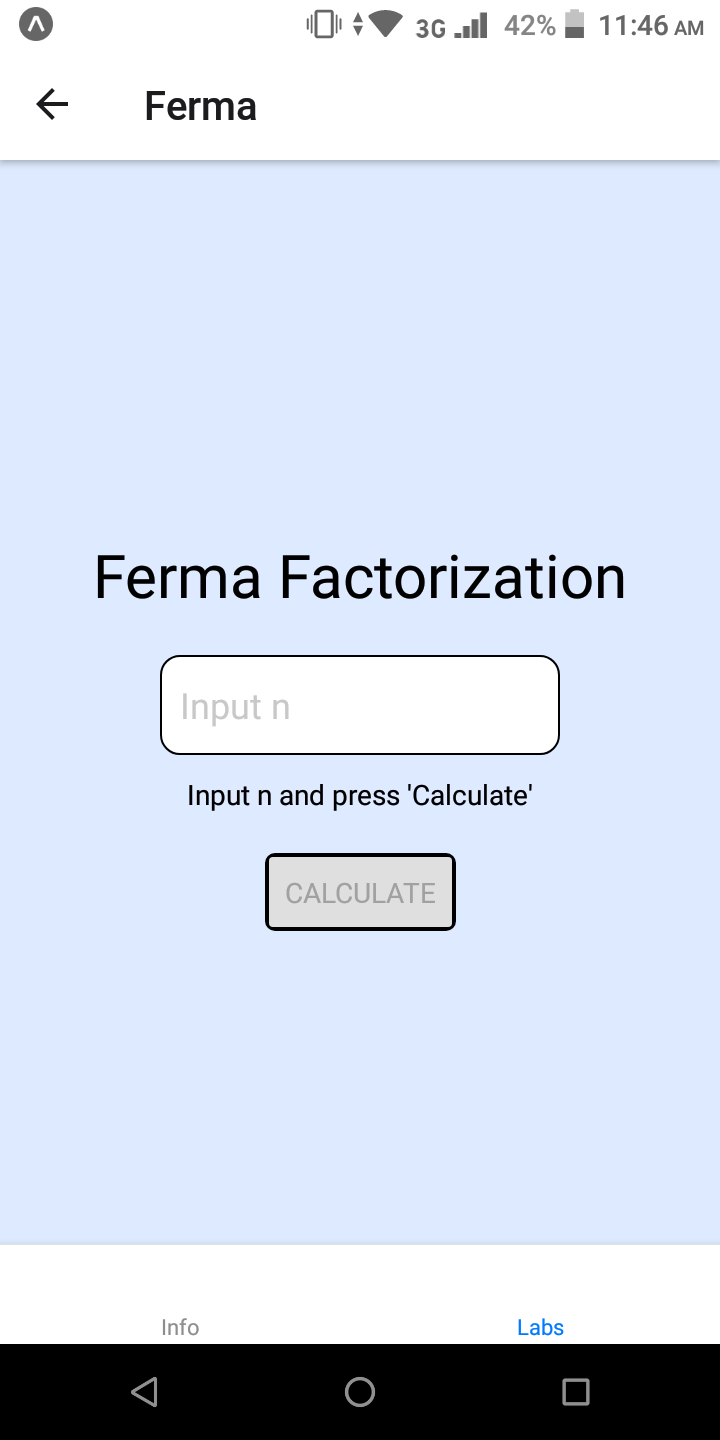 3G 42% 11:46 AM
Ferma
Ferma Factorization
Input n
Input n and press 'Calculate'
CALCULATE
Info Labs